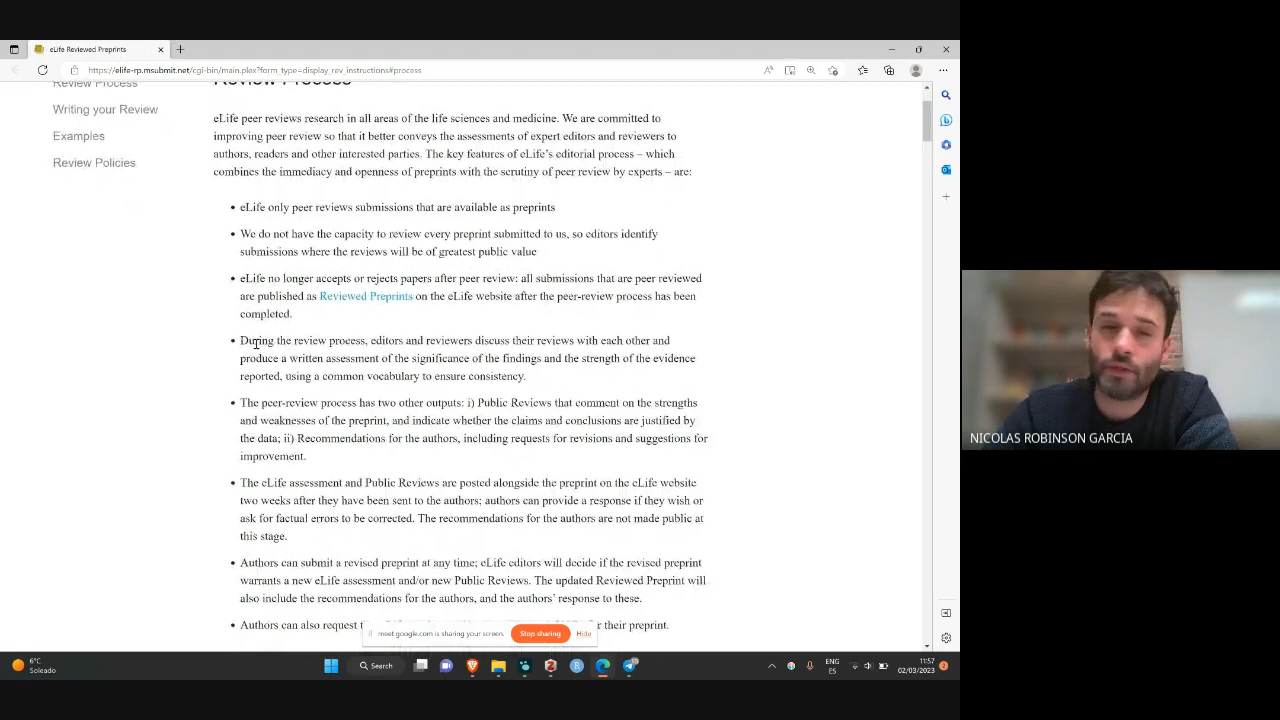 eLife Reviewed Preprints
https://elife-rp.msubmit.net/cgi-bin/main.plex?form_type=display_rev_instructions#process
Review Process
Writing your Review
Examples
Review Policies
Review Process
eLife peer reviews research in all areas of the life sciences and medicine. We are committed to
improving peer review so that it better conveys the assessments of expert editors and reviewers to
authors, readers and other interested parties. The key features of eLife's editorial process – which
combines the immediacy and openness of preprints with the scrutiny of peer review by experts – are:
• eLife only peer reviews submissions that are available as preprints
• We do not have the capacity to review every preprint submitted to us, so editors identify
submissions where the reviews will be of greatest public value
• eLife no longer accepts or rejects papers after peer review: all submissions that are peer reviewed
are published as Reviewed Preprints on the eLife website after the peer-review process has been
completed.
• During the review process, editors and reviewers discuss their reviews with each other and
produce a written assessment of the significance of the findings and the strength of the evidence
reported, using a common vocabulary to ensure consistency.
• The peer-review process has two other outputs: i) Public Reviews that comment on the strengths
and weaknesses of the preprint, and indicate whether the claims and conclusions are justified by
the data; ii) Recommendations for the authors, including requests for revisions and suggestions for
improvement.
• The eLife assessment and Public Reviews are posted alongside the preprint on the eLife website
two weeks after they have been sent to the authors; authors can provide a response if they wish or
ask for factual errors to be corrected. The recommendations for the authors are not made public at
this stage.
• Authors can submit a revised preprint at any time; eLife editors will decide if the revised preprint
warrants a new eLife assessment and/or new Public Reviews. The updated Reviewed Preprint will
also include the recommendations for the authors, and the authors' response to these.
• Authors can also request their preprint.
meet.google.com is sharing your screen. Stop sharing Hide
NICOLAS ROBINSON GARCIA
6°C
Soleado
Search
ENG
ES
11:57
02/03/2023